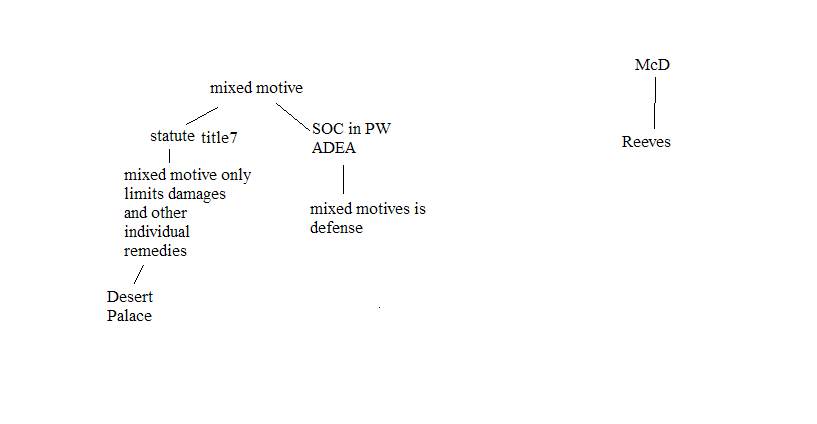 mixed motive
statute title7
mixed motive only
limits damages
and other
individual
remedies
Desert
Palace
SOC in PW
ADEA
mixed motives is
defense
McD
Reeves